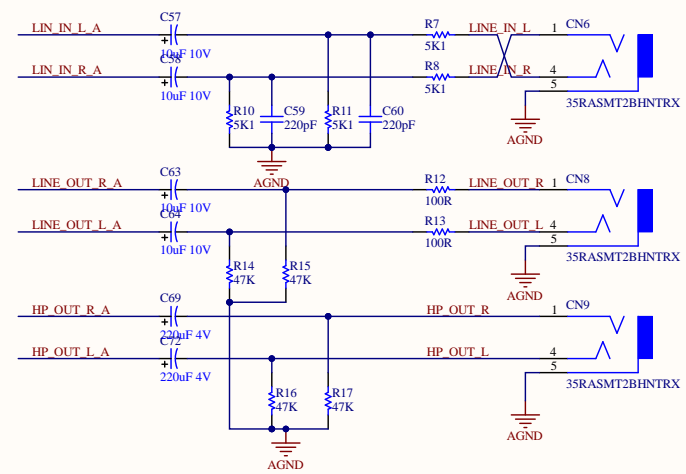 C57
LIN_IN_L_A
10uF 10V
R7
5K1
LINE_IN_L
1
CN6
C58
LIN_IN_R_A
10uF 10V
R8
5K1
LINE_IN_R
4
5
35RASMT2BHNTRX
R10
5K1
C59
220pF
R11
5K1
C60
220pF
AGND
AGND
C63
LINE_OUT_R_A
10uF 10V
R12
100R
LINE_OUT_R
1
CN8
C64
LINE_OUT_L_A
10uF 10V
R13
100R
LINE_OUT_L
4
5
35RASMT2BHNTRX
R14
47K
R15
47K
AGND
C69
HP_OUT_R_A
220uF 4V
HP_OUT_R
1
CN9
C72
HP_OUT_L_A
220uF 4V
HP_OUT_L
4
5
35RASMT2BHNTRX
R16
47K
R17
47K
AGND
AGND